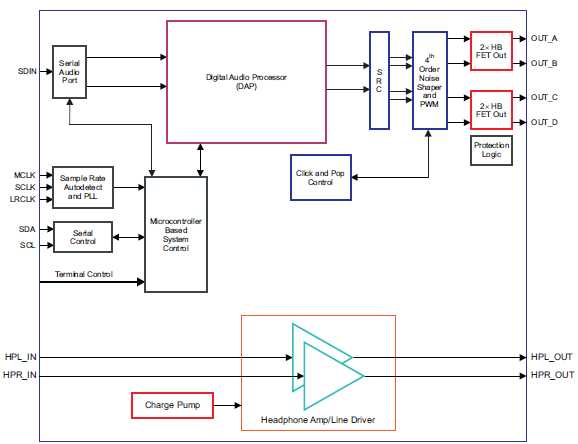 SDIN
Serial
Audio
Port
Digital Audio Processor
(DAP)
S
R
C
4th
Order
Noise
Shaper
and
PWM
2× HB
FET Out
OUT_A
OUT_B
2× HB
FET Out
OUT_C
OUT_D
Protection
Logic
Click and Pop
Control
MCLK
SCLK
LRCLK
Sample Rate
Autodetect
and PLL
SDA
SCL
Serial
Control
Microcontroller
Based
System
Control
Terminal Control
HPL_IN
HPR_IN
HPL_OUT
HPR_OUT
Charge Pump
Headphone Amp/Line Driver